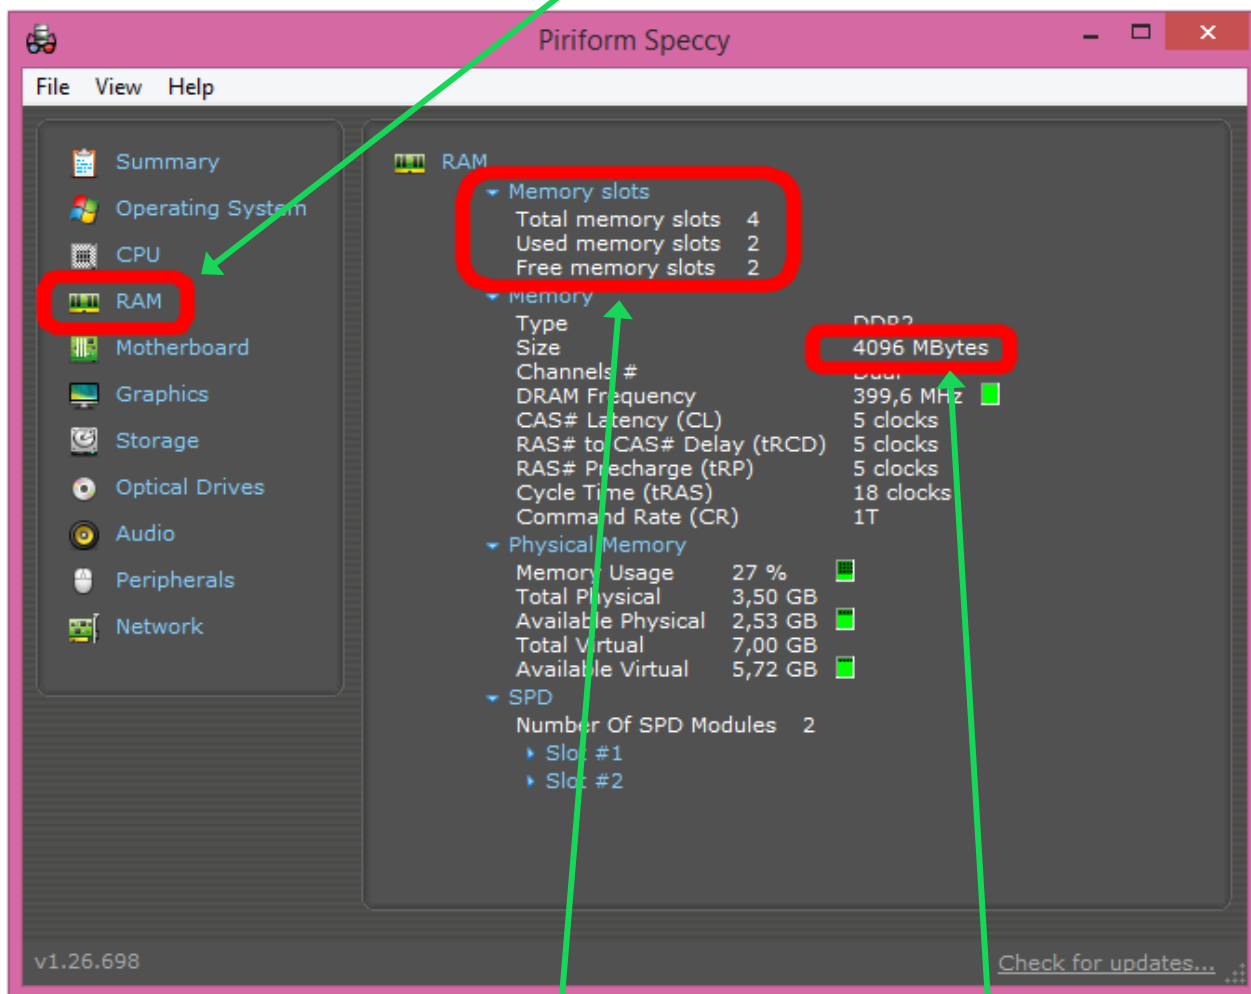 Piriform Speccy
File View Help
Summary
Operating System
CPU
RAM
Motherboard
Graphics
Storage
Optical Drives
Audio
Peripherals
Network
RAM
Memory slots
Total memory slots 4
Used memory slots 2
Free memory slots 2
Memory
Type DDR2
Size 4096 MBytes
Channels # Dual
DRAM Frequency 399,6 MHz
CAS# Latency (CL) 5 clocks
RAS# to CAS# Delay (tRCD) 5 clocks
RAS# Precharge (tRP) 5 clocks
Cycle Time (tRAS) 18 clocks
Command Rate (CR) 1T
Physical Memory
Memory Usage 27 %
Total Physical 3,50 GB
Available Physical 2,53 GB
Total Virtual 7,00 GB
Available Virtual 5,72 GB
SPD
Number Of SPD Modules 2
Slot #1
Slot #2
v1.26.698
Check for updates...